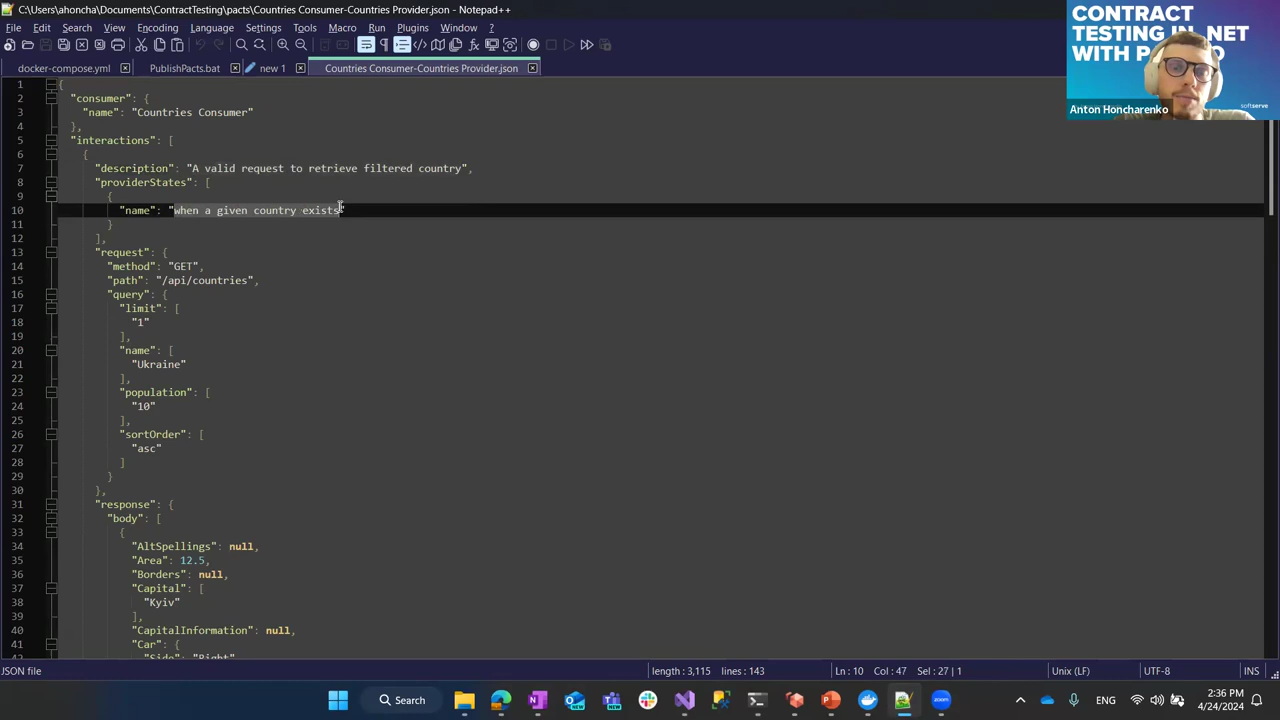 C:\Users\ahoncha\Documents\ContractTesting\pacts\Countries Consumer-Countries Provider.json - Notepad++
File Edit Search View Encoding Language Settings Tools Macro Run Plugins Window ?
docker-compose.yml PublishPacts.bat new 1 Countries Consumer-Countries Provider.json
CONTRACT
TESTING IN .NET
WITH P
Anton Honcharenko
softserve
1 {
2 "consumer": {
3 "name": "Countries Consumer"
4 },
5 "interactions": [
6 {
7 "description": "A valid request to retrieve filtered country",
8 "providerStates": [
9 {
10 "name": "when a given country exists"
11 }
12 ],
13 "request": {
14 "method": "GET",
15 "path": "/api/countries",
16 "query": {
17 "limit": [
18 "1"
19 ],
20 "name": [
21 "Ukraine"
22 ],
23 "population": [
24 "10"
25 ],
26 "sortOrder": [
27 "asc"
28 ]
29 }
30 },
31 "response": {
32 "body": [
33 {
34 "AltSpellings": null,
35 "Area": 12.5,
36 "Borders": null,
37 "Capital": [
38 "Kyiv"
39 ],
40 "CapitalInformation": null,
41 "Car": {
42 "Side": "Right"
JSON file length : 3,115 lines : 143 Ln : 10 Col : 47 Sel : 27 | 1 Unix (LF) UTF-8 INS
Search ENG 2:36 PM
4/24/2024